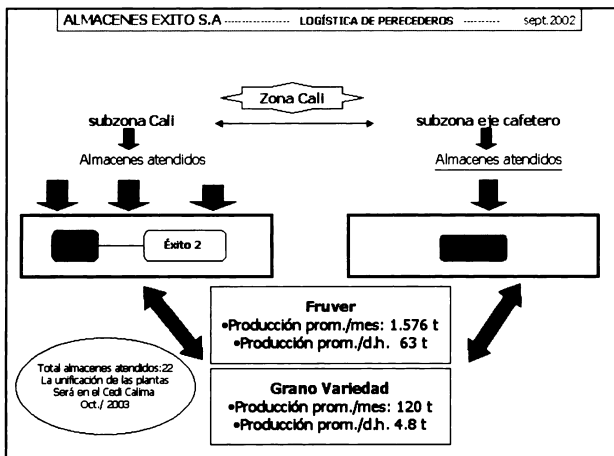 ALMACENES EXITO S.A ------------- LOGÍSTICA DE PERECEDEROS ---------- sept.2002
Zona Cali
subzona Cali
subzona eje cafetero
Almacenes atendidos
Almacenes atendidos
Éxito 2
Fruver
•Producción prom./mes: 1.576 t
•Producción prom./d.h. 63 t
Total almacenes atendidos:22
La unificación de las plantas
Será en el Cedi Calima
Oct./ 2003
Grano Variedad
•Producción prom./mes: 120 t
•Producción prom./d.h. 4.8 t